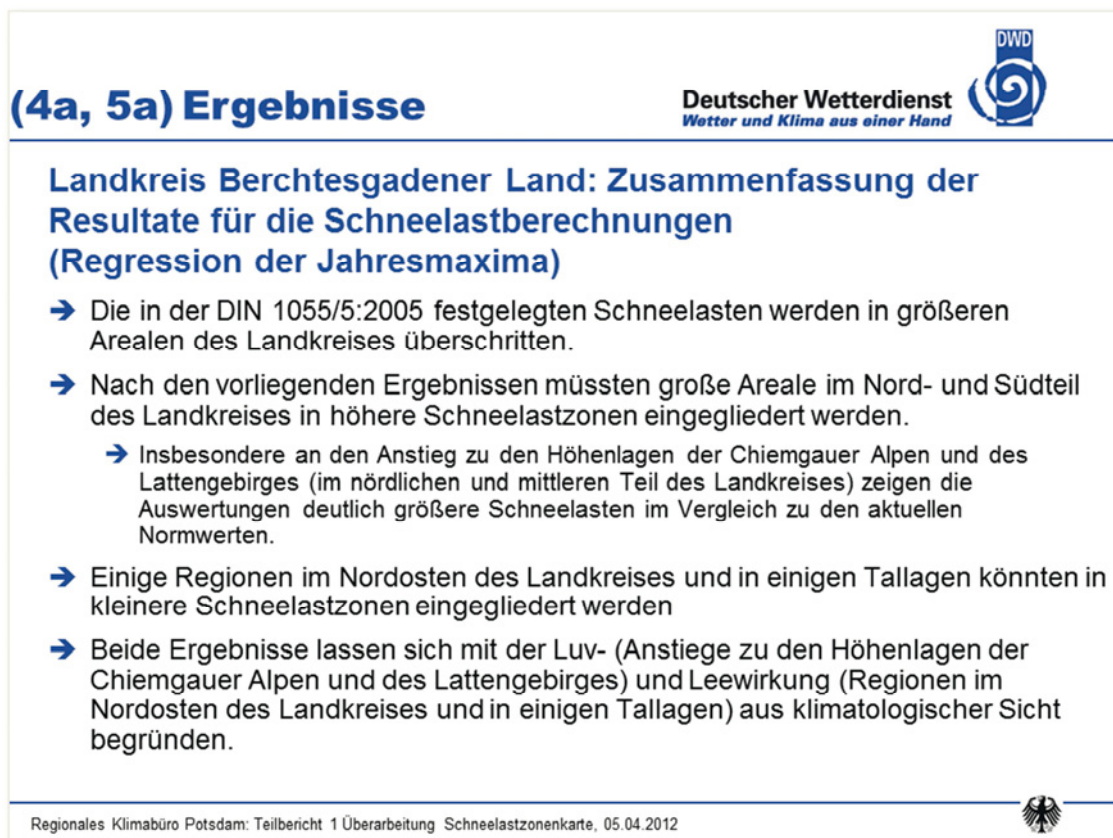 DWD
(4a, 5a) Ergebnisse
Deutscher Wetterdienst
Wetter und Klima aus einer Hand
Landkreis Berchtesgadener Land: Zusammenfassung der
Resultate für die Schneelastberechnungen
(Regression der Jahresmaxima)
➔ Die in der DIN 1055/5:2005 festgelegten Schneelasten werden in größeren
Arealen des Landkreises überschritten.
➔ Nach den vorliegenden Ergebnissen müssten große Areale im Nord- und Südteil
des Landkreises in höhere Schneelastzonen eingegliedert werden.
➔ Insbesondere an den Anstieg zu den Höhenlagen der Chiemgauer Alpen und des
Lattengebirges (im nördlichen und mittleren Teil des Landkreises) zeigen die
Auswertungen deutlich größere Schneelasten im Vergleich zu den aktuellen
Normwerten.
➔ Einige Regionen im Nordosten des Landkreises und in einigen Tallagen könnten in
kleinere Schneelastzonen eingegliedert werden
➔ Beide Ergebnisse lassen sich mit der Luv- (Anstiege zu den Höhenlagen der
Chiemgauer Alpen und des Lattengebirges) und Leewirkung (Regionen im
Nordosten des Landkreises und in einigen Tallagen) aus klimatologischer Sicht
begründen.
Regionales Klimabüro Potsdam: Teilbericht 1 Überarbeitung Schneelastzonenkarte, 05.04.2012